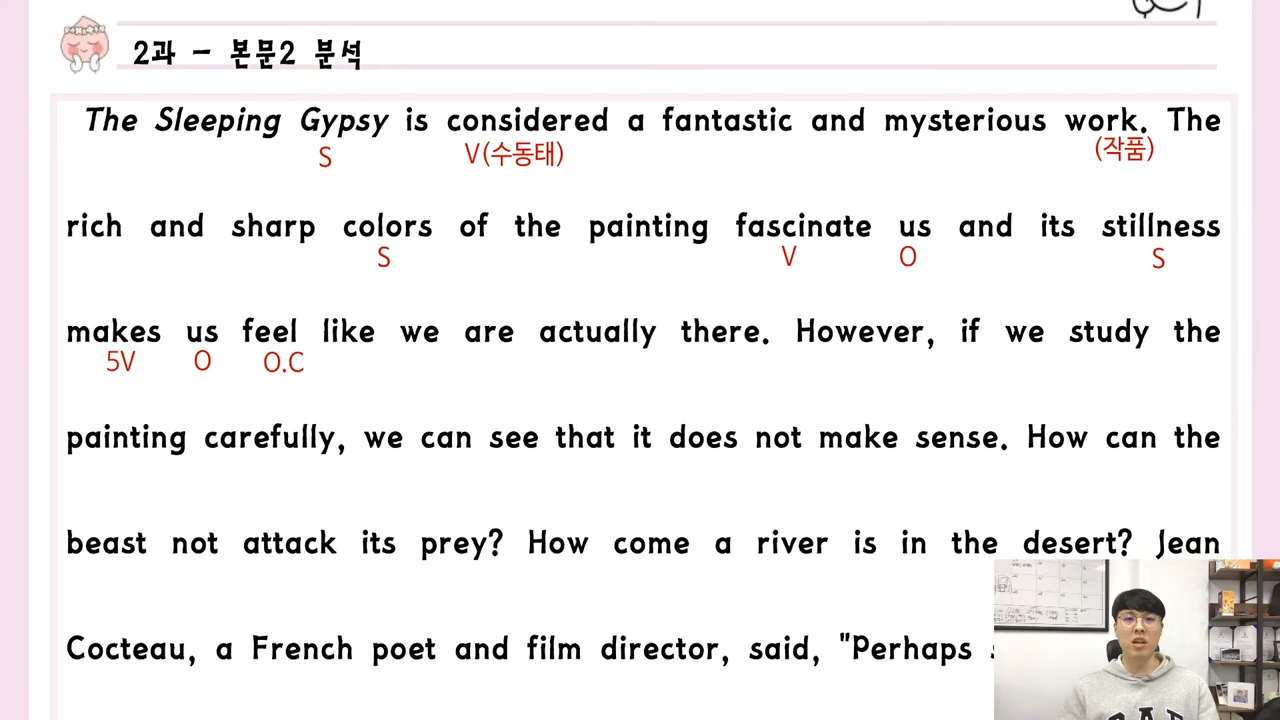 2과 - 본문2 분석
The Sleeping Gypsy is considered a fantastic and mysterious work. The
S V(수동태) (작품)
rich and sharp colors of the painting fascinate us and its stillness
S V O S
makes us feel like we are actually there. However, if we study the
5V O O.C
painting carefully, we can see that it does not make sense. How can the
beast not attack its prey? How come a river is in the desert? Jean
Cocteau, a French poet and film director, said, "Perhaps